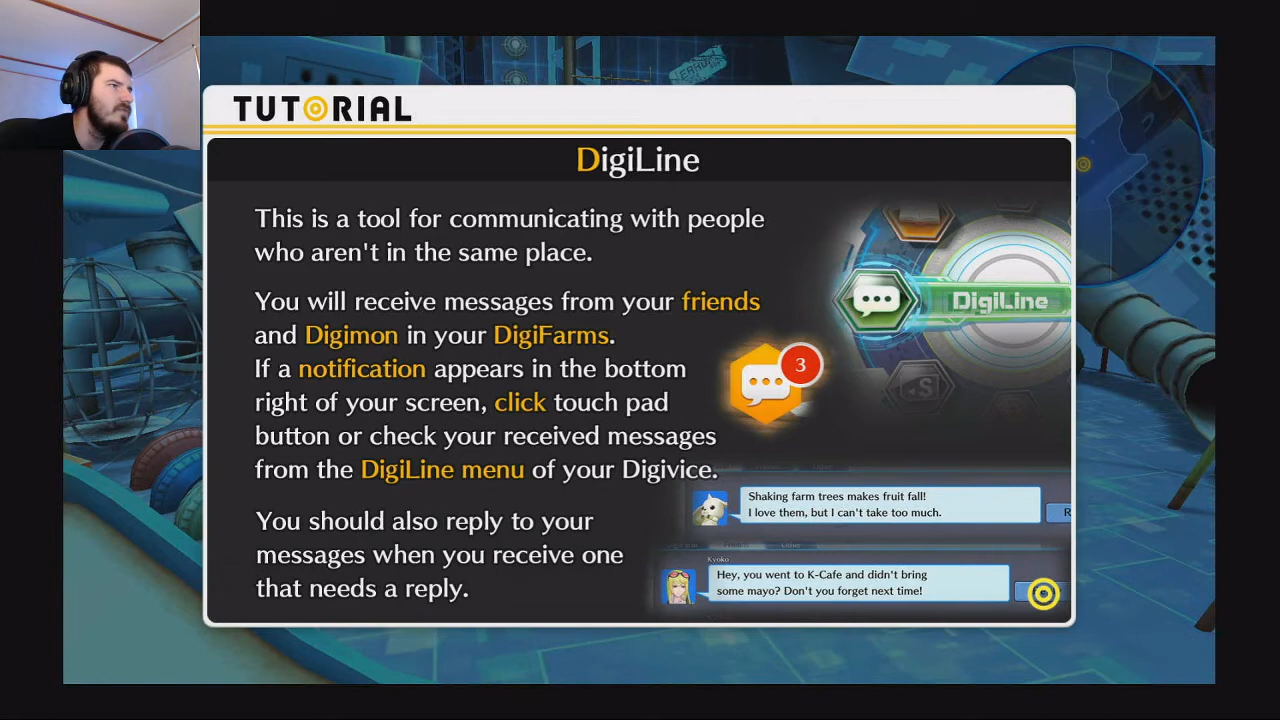 TUTORIAL
DigiLine
This is a tool for communicating with people
who aren't in the same place.
You will receive messages from your friends
and Digimon in your DigiFarms.
If a notification appears in the bottom
right of your screen, click touch pad
button or check your received messages
from the DigiLine menu of your Digivice.
You should also reply to your
messages when you receive one
that needs a reply.
DigiLine
3
Shaking farm trees makes fruit fall!
I love them, but I can't take too much.
Other
Kyoko
Hey, you went to K-Cafe and didn't bring
some mayo? Don't you forget next time!